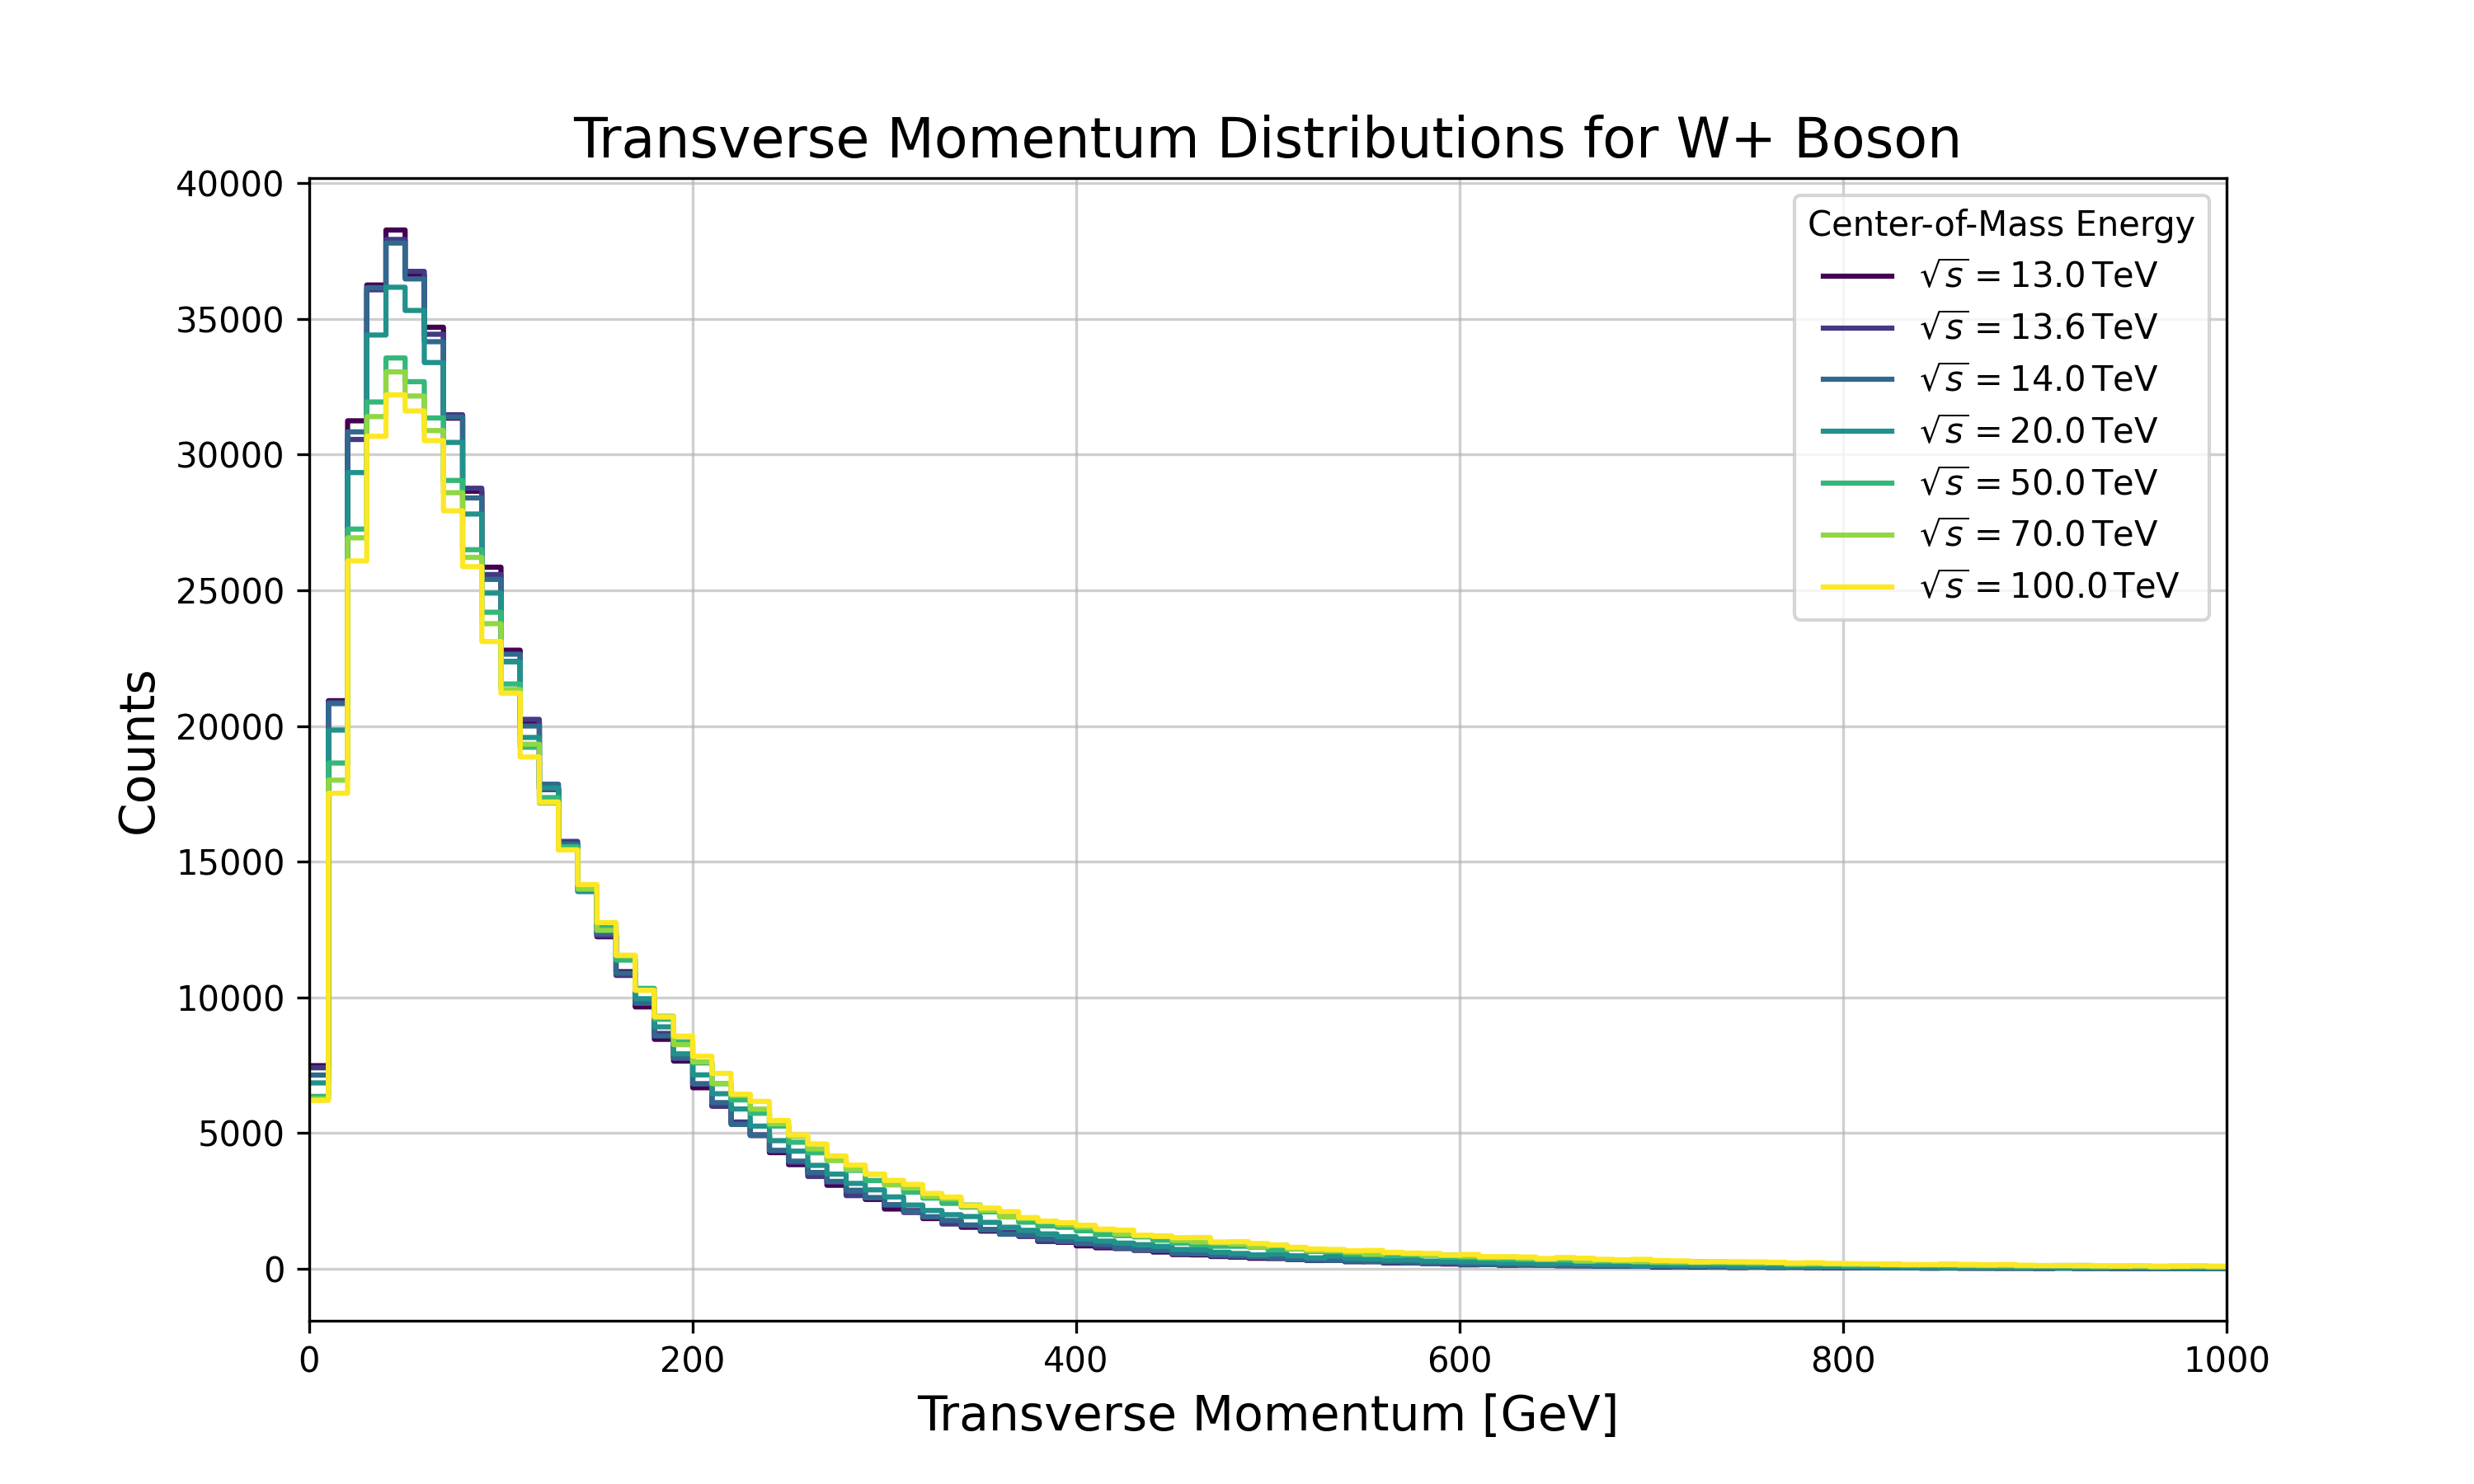 Transverse Momentum Distributions for W+ Boson
40000
35000
30000
25000
20000
15000
10000
5000
0
Counts
Center-of-Mass Energy
√s = 13.0 TeV
√s = 13.6 TeV
√s = 14.0 TeV
√s = 20.0 TeV
√s = 50.0 TeV
√s = 70.0 TeV
√s = 100.0 TeV
0 200 400 600 800 1000
Transverse Momentum [GeV]